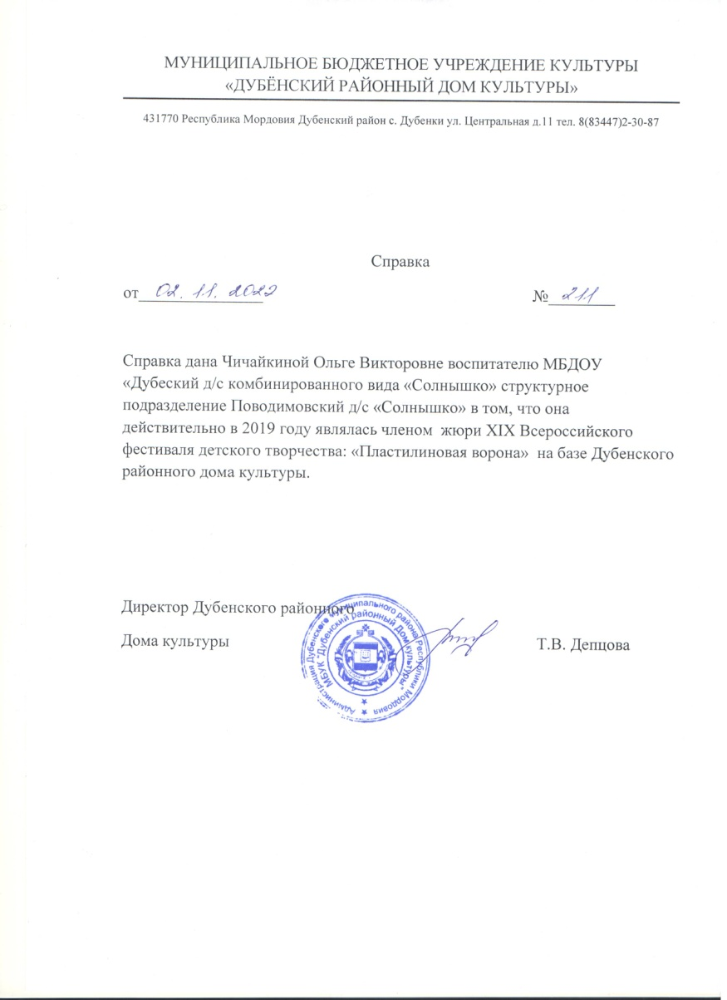 МУНИЦИПАЛЬНОЕ БЮДЖЕТНОЕ УЧРЕЖДЕНИЕ КУЛЬТУРЫ
«ДУБЁНСКИЙ РАЙОННЫЙ ДОМ КУЛЬТУРЫ»
431770 Республика Мордовия Дубенский район с. Дубенки ул. Центральная д.11 тел. 8(83447)2-30-87
Справка
от 02. 11. 2022 № 211
Справка дана Чичайкиной Ольге Викторовне воспитателю МБДОУ
«Дубеский д/с комбинированного вида «Солнышко» структурное
подразделение Поводимовский д/с «Солнышко» в том, что она
действительно в 2019 году являлась членом жюри XIX Всероссийского
фестиваля детского творчества: «Пластилиновая ворона» на базе Дубенского
районного дома культуры.
Директор Дубенского районного
Дома культуры Т.В. Депцова
Администрация Дубенского муниципального района Республики Мордовия
МБУК "Дубенский районный Дом культуры"